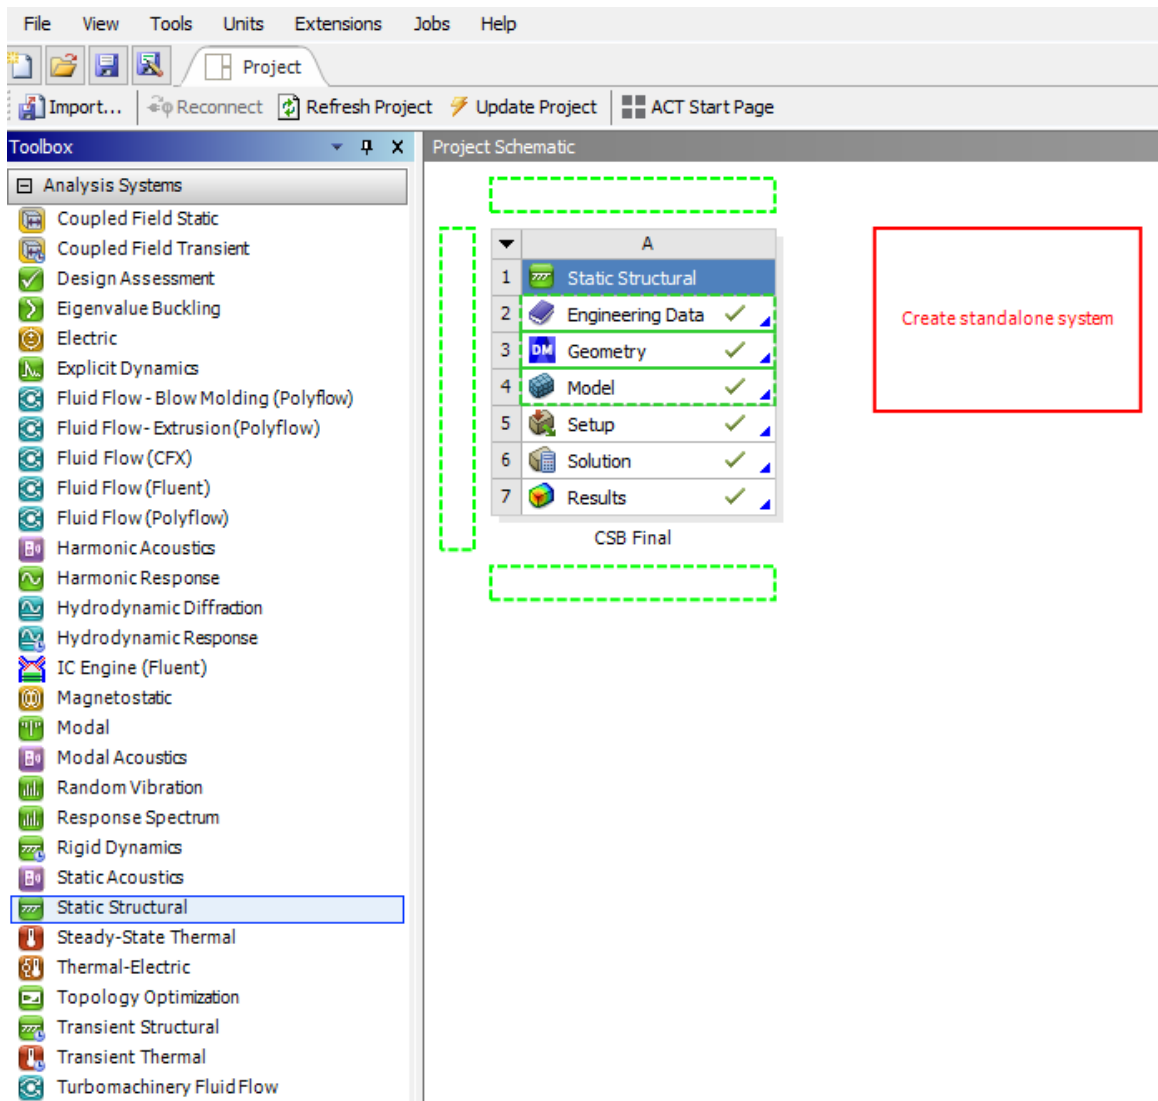 File View Tools Units Extensions Jobs Help
Project
Import... Reconnect Refresh Project Update Project ACT Start Page
Toolbox
Analysis Systems
Coupled Field Static
Coupled Field Transient
Design Assessment
Eigenvalue Buckling
Electric
Explicit Dynamics
Fluid Flow - Blow Molding (Polyflow)
Fluid Flow- Extrusion (Polyflow)
Fluid Flow (CFX)
Fluid Flow (Fluent)
Fluid Flow (Polyflow)
Harmonic Acoustics
Harmonic Response
Hydrodynamic Diffraction
Hydrodynamic Response
IC Engine (Fluent)
Magnetostatic
Modal
Modal Acoustics
Random Vibration
Response Spectrum
Rigid Dynamics
Static Acoustics
Static Structural
Steady-State Thermal
Thermal-Electric
Topology Optimization
Transient Structural
Transient Thermal
Turbomachinery Fluid Flow
Project Schematic
A
1 Static Structural
2 Engineering Data
3 DM Geometry
4 Model
5 Setup
6 Solution
7 Results
CSB Final
Create standalone system